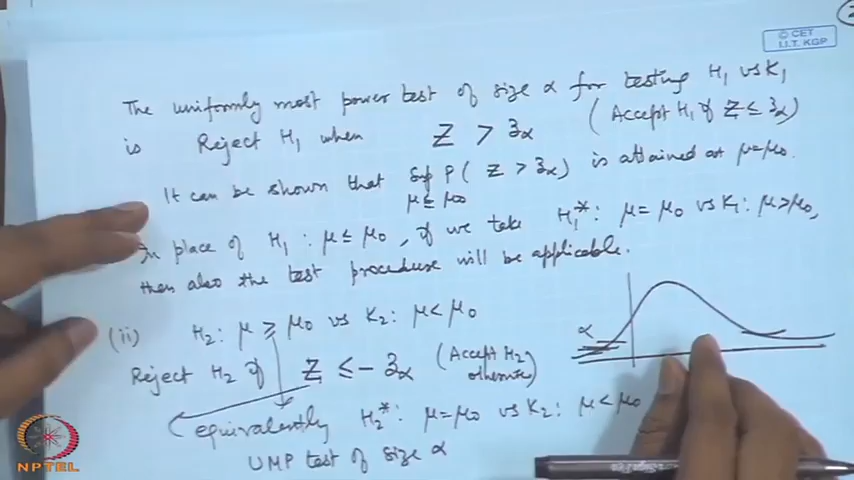 © CET
I.I.T. KGP
The uniformly most power test of size α for testing H₁ vs K₁
is Reject H₁ when Z > z_α (Accept H₁ if Z ≤ z_α)
It can be shown that Sup P( Z > z_α) is attained at μ=μ₀.
μ≤μ₀
In place of H₁ : μ ≤ μ₀, if we take H₁*: μ = μ₀ vs K₁: μ>μ₀,
then also the test procedure will be applicable.
(ii) H₂: μ ≥ μ₀ vs K₂: μ < μ₀
α
Reject H₂ if Z ≤ - z_α (Accept H₂ otherwise)
equivalently H₂*: μ=μ₀ vs K₂: μ < μ₀
UMP test of size α
NPTEL